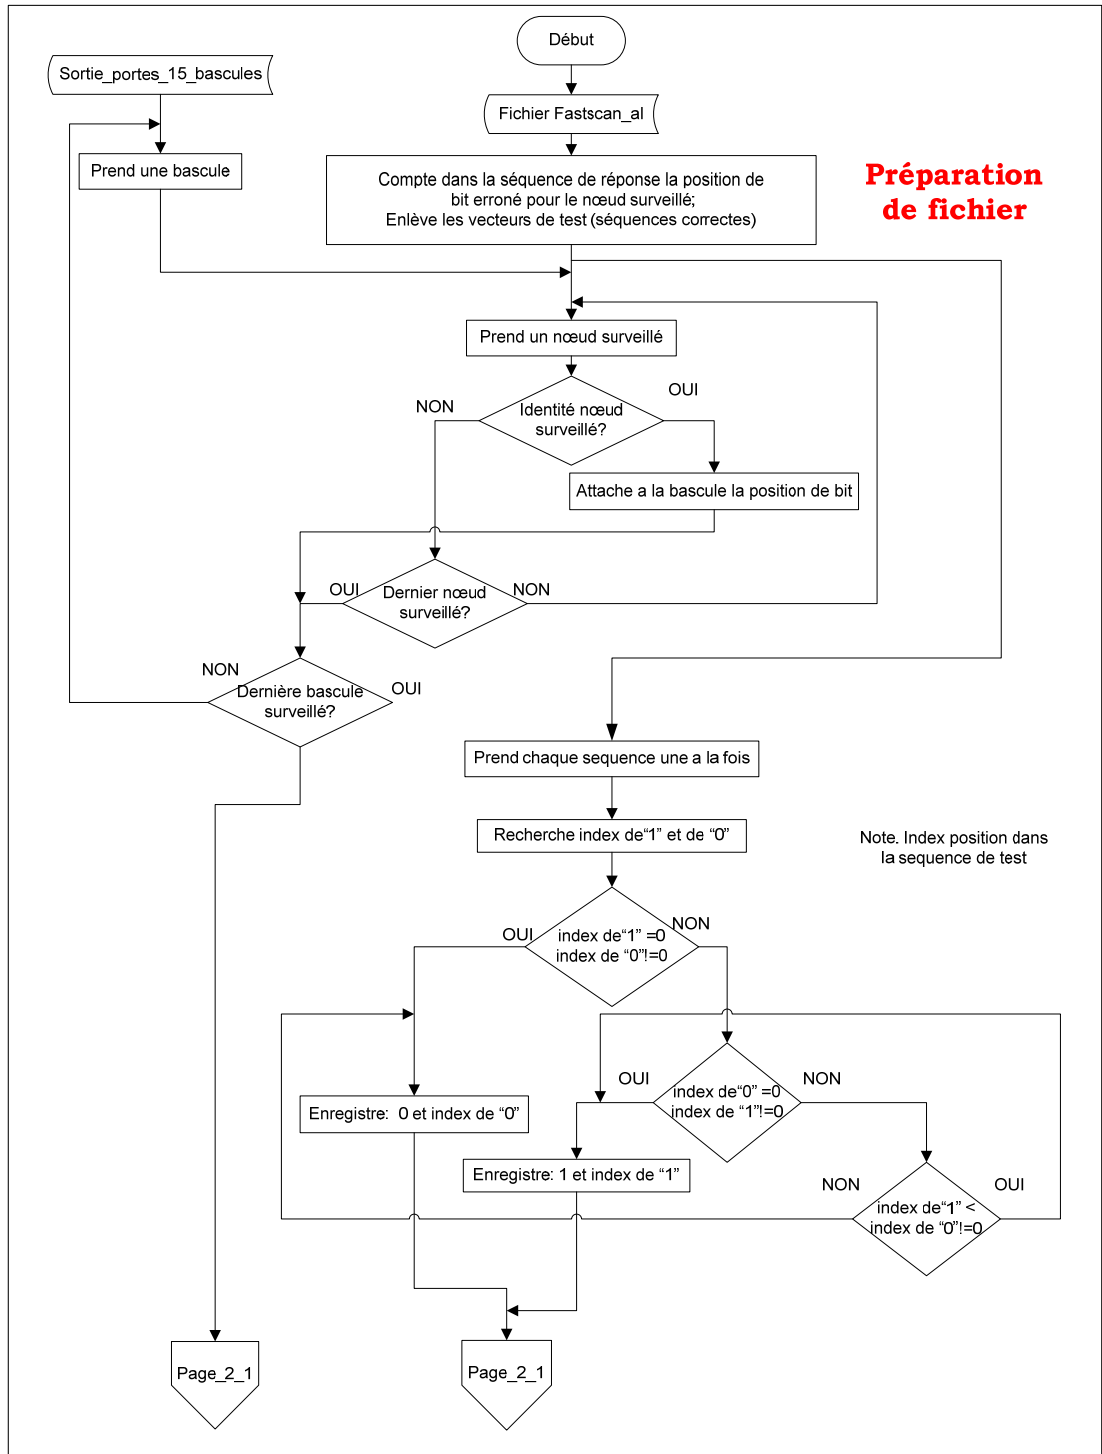 Début
Sortie_portes_15_bascules
Fichier Fastscan_al
Prend une bascule
Compte dans la séquence de réponse la position de
bit erroné pour le nœud surveillé;
Enlève les vecteurs de test (séquences correctes)
Préparation
de fichier
Prend un nœud surveillé
OUI
NON
Identité nœud
surveillé?
Attache a la bascule la position de bit
OUI
Dernier nœud
surveillé?
NON
NON
Dernière bascule
surveillé?
OUI
Prend chaque sequence une a la fois
Recherche index de“1” et de “0”
Note. Index position dans
la sequence de test
OUI
NON
index de“1” =0
index de “0”!=0
OUI
NON
index de“0” =0
index de “1”!=0
Enregistre:  0 et index de “0”
Enregistre: 1 et index de “1”
NON
OUI
index de“1” <
index de “0”!=0
Page_2_1
Page_2_1